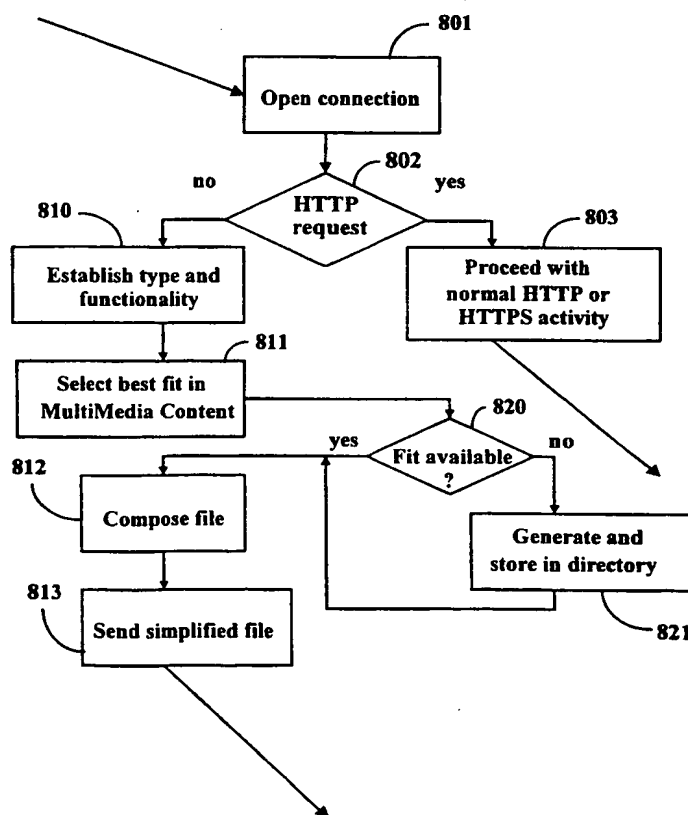 801
Open connection
802
no
yes
HTTP
request
810
803
Establish type and
functionality
Proceed with
normal HTTP or
HTTPS activity
811
Select best fit in
MultiMedia Content
820
yes
no
Fit available
?
812
Compose file
Generate and
store in directory
813
Send simplified file
821